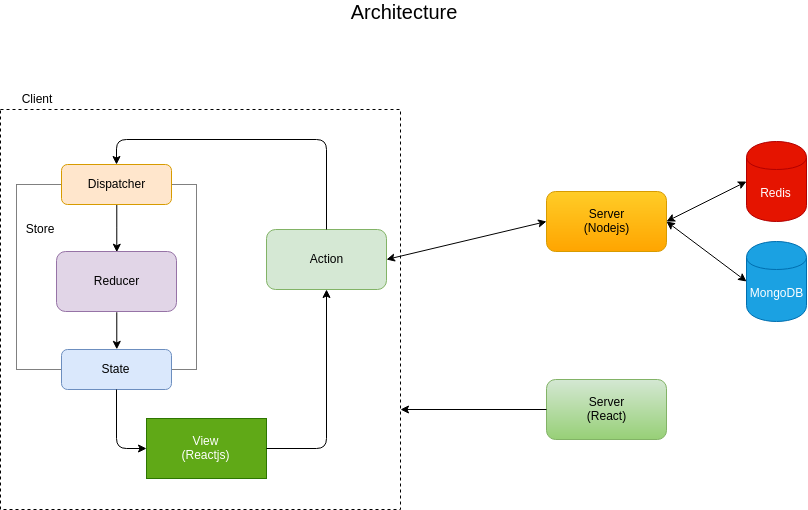 Architecture
Client
Dispatcher
Store
Reducer
State
View
(Reactjs)
Action
Server
(Nodejs)
Redis
MongoDB
Server
(React)